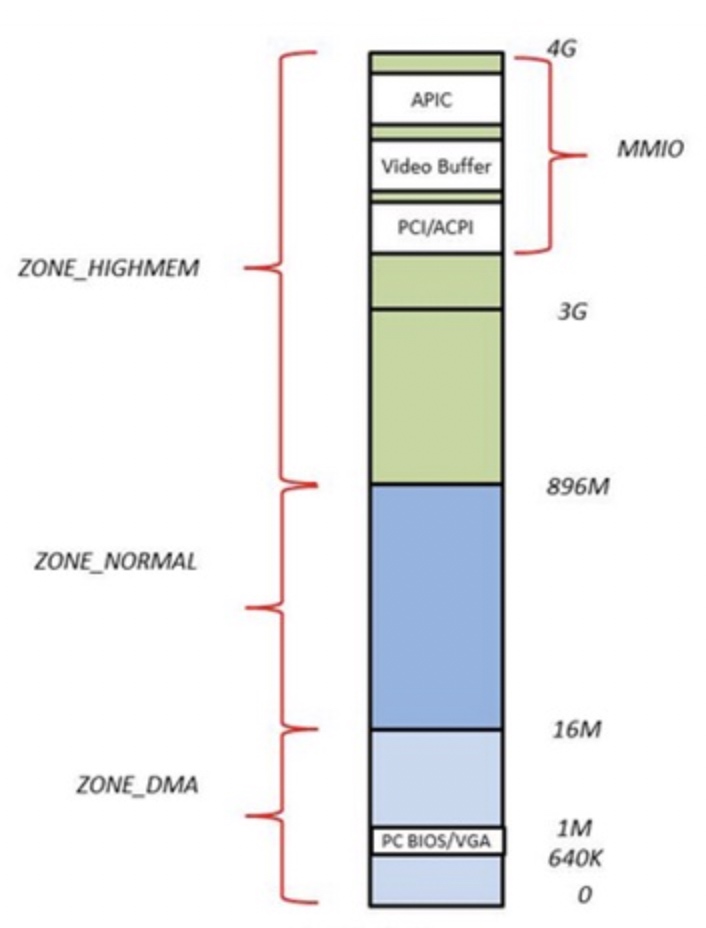 4G
APIC
MMIO
Video Buffer
PCI/ACPI
ZONE_HIGHMEM
3G
896M
ZONE_NORMAL
16M
ZONE_DMA
1M
PC BIOS/VGA
640K
0